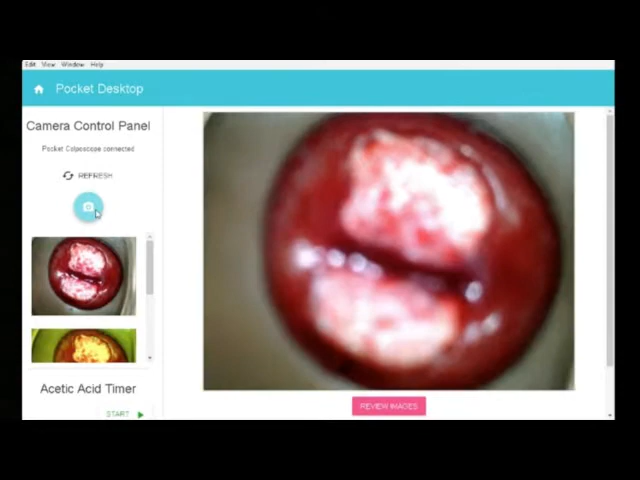 Edit View Window Help
Pocket Desktop
Camera Control Panel
Pocket Colposcope connected
REFRESH
Acetic Acid Timer
START
REVIEW IMAGES